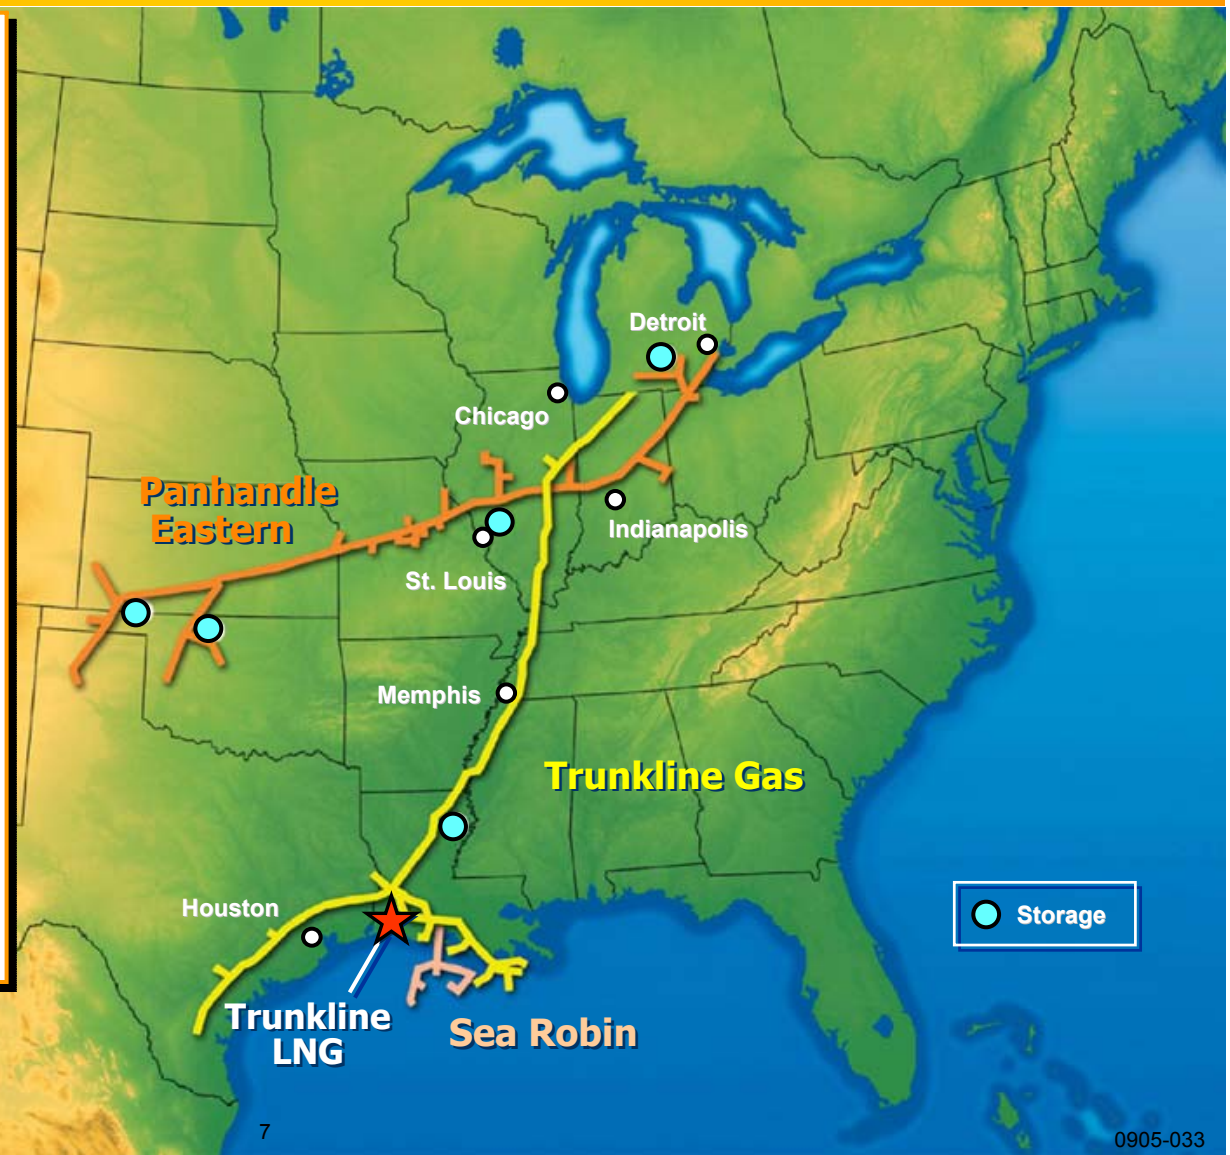 Detroit
Chicago
Panhandle
Eastern
Indianapolis
St. Louis
Memphis
Trunkline Gas
Houston
Storage
Trunkline
LNG
Sea Robin
7
0905-033